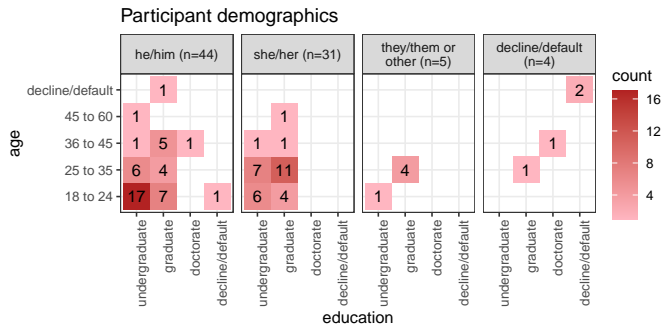 Participant demographics
he/him (n=44)
she/her (n=31)
they/them or
other (n=5)
decline/default
(n=4)
age
decline/default
45 to 60
36 to 45
25 to 35
18 to 24
1
1
1 5 1
6 4
17 7 1
1
1 1
7 11
6 4
4
1
2
1
1
undergraduate
graduate
doctorate
decline/default
undergraduate
graduate
doctorate
decline/default
undergraduate
graduate
doctorate
decline/default
undergraduate
graduate
doctorate
decline/default
education
count
16
12
8
4